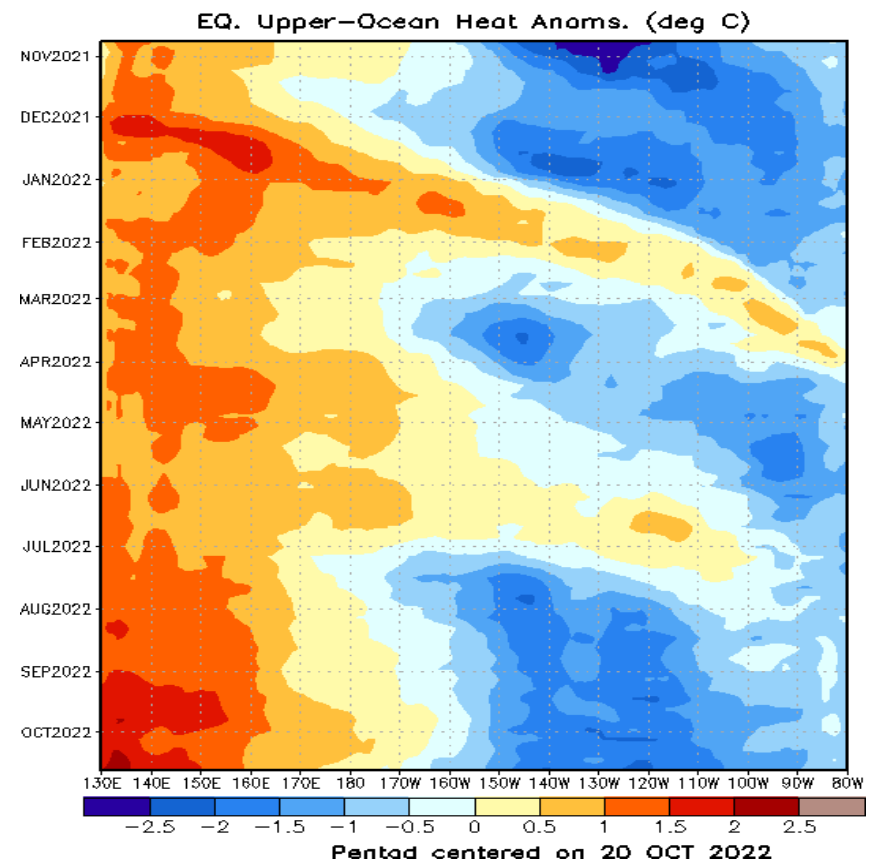 EQ. Upper-Ocean Heat Anoms. (deg C)
NOV2021
DEC2021
JAN2022
FEB2022
MAR2022
APR2022
MAY2022
JUN2022
JUL2022
AUG2022
SEP2022
OCT2022
130E 140E 150E 160E 170E 180 170W 160W 150W 140W 130W 120W 110W 100W 90W 80W
-2.5 -2 -1.5 -1 -0.5 0 0.5 1 1.5 2 2.5
Pentad centered on 20 OCT 2022